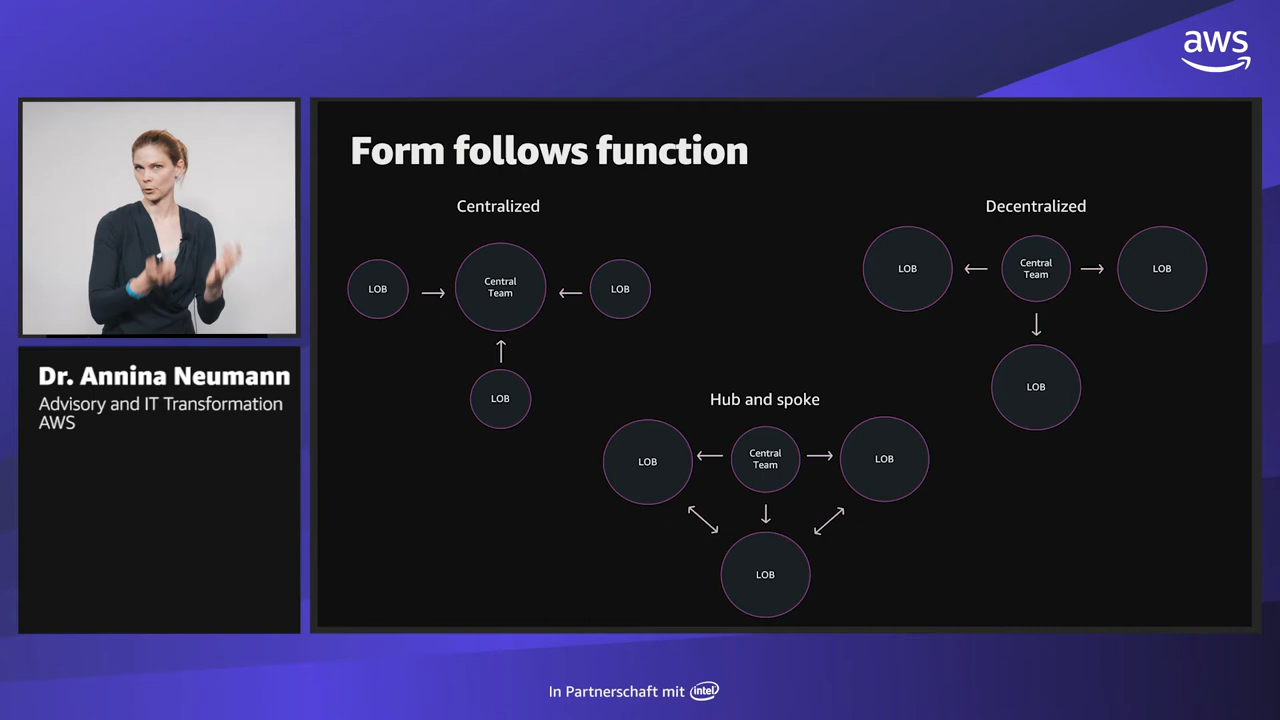 aws
Dr. Annina Neumann
Advisory and IT Transformation
AWS
Form follows function
Centralized
LOB
Central
Team
LOB
LOB
Decentralized
LOB
Central
Team
LOB
LOB
Hub and spoke
LOB
Central
Team
LOB
LOB
In Partnerschaft mit intel